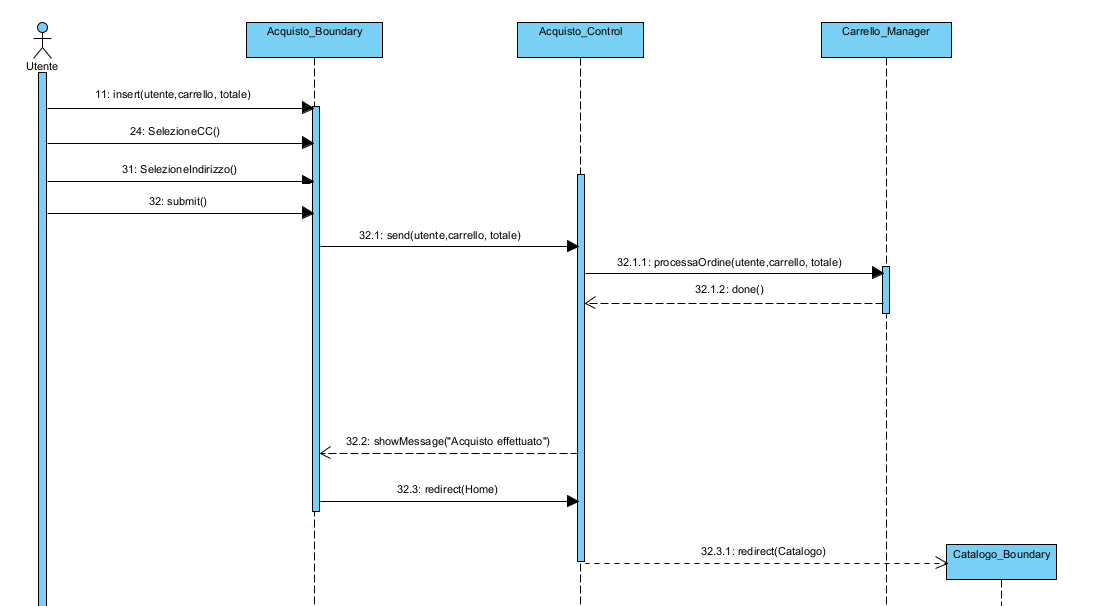 Acquisto_Boundary
Acquisto_Control
Carrello_Manager
Utente
11: insert(utente,carrello, totale)
24: SelezioneCC()
31: SelezioneIndirizzo()
32: submit()
32.1: send(utente,carrello, totale)
32.1.1: processaOrdine(utente,carrello, totale)
32.1.2: done()
32.2: showMessage("Acquisto effettuato")
32.3: redirect(Home)
32.3.1: redirect(Catalogo)
Catalogo_Boundary